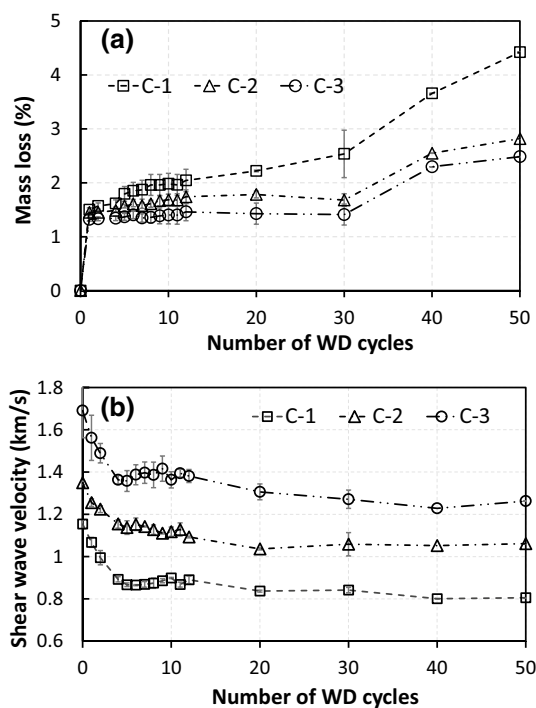 (a)
C-1 C-2 C-3
Mass loss (%)
5
4
3
2
1
0
0 10 20 30 40 50
Number of WD cycles
(b)
C-1 C-2 C-3
Shear wave velocity (km/s)
1.8
1.6
1.4
1.2
1
0.8
0.6
0 10 20 30 40 50
Number of WD cycles